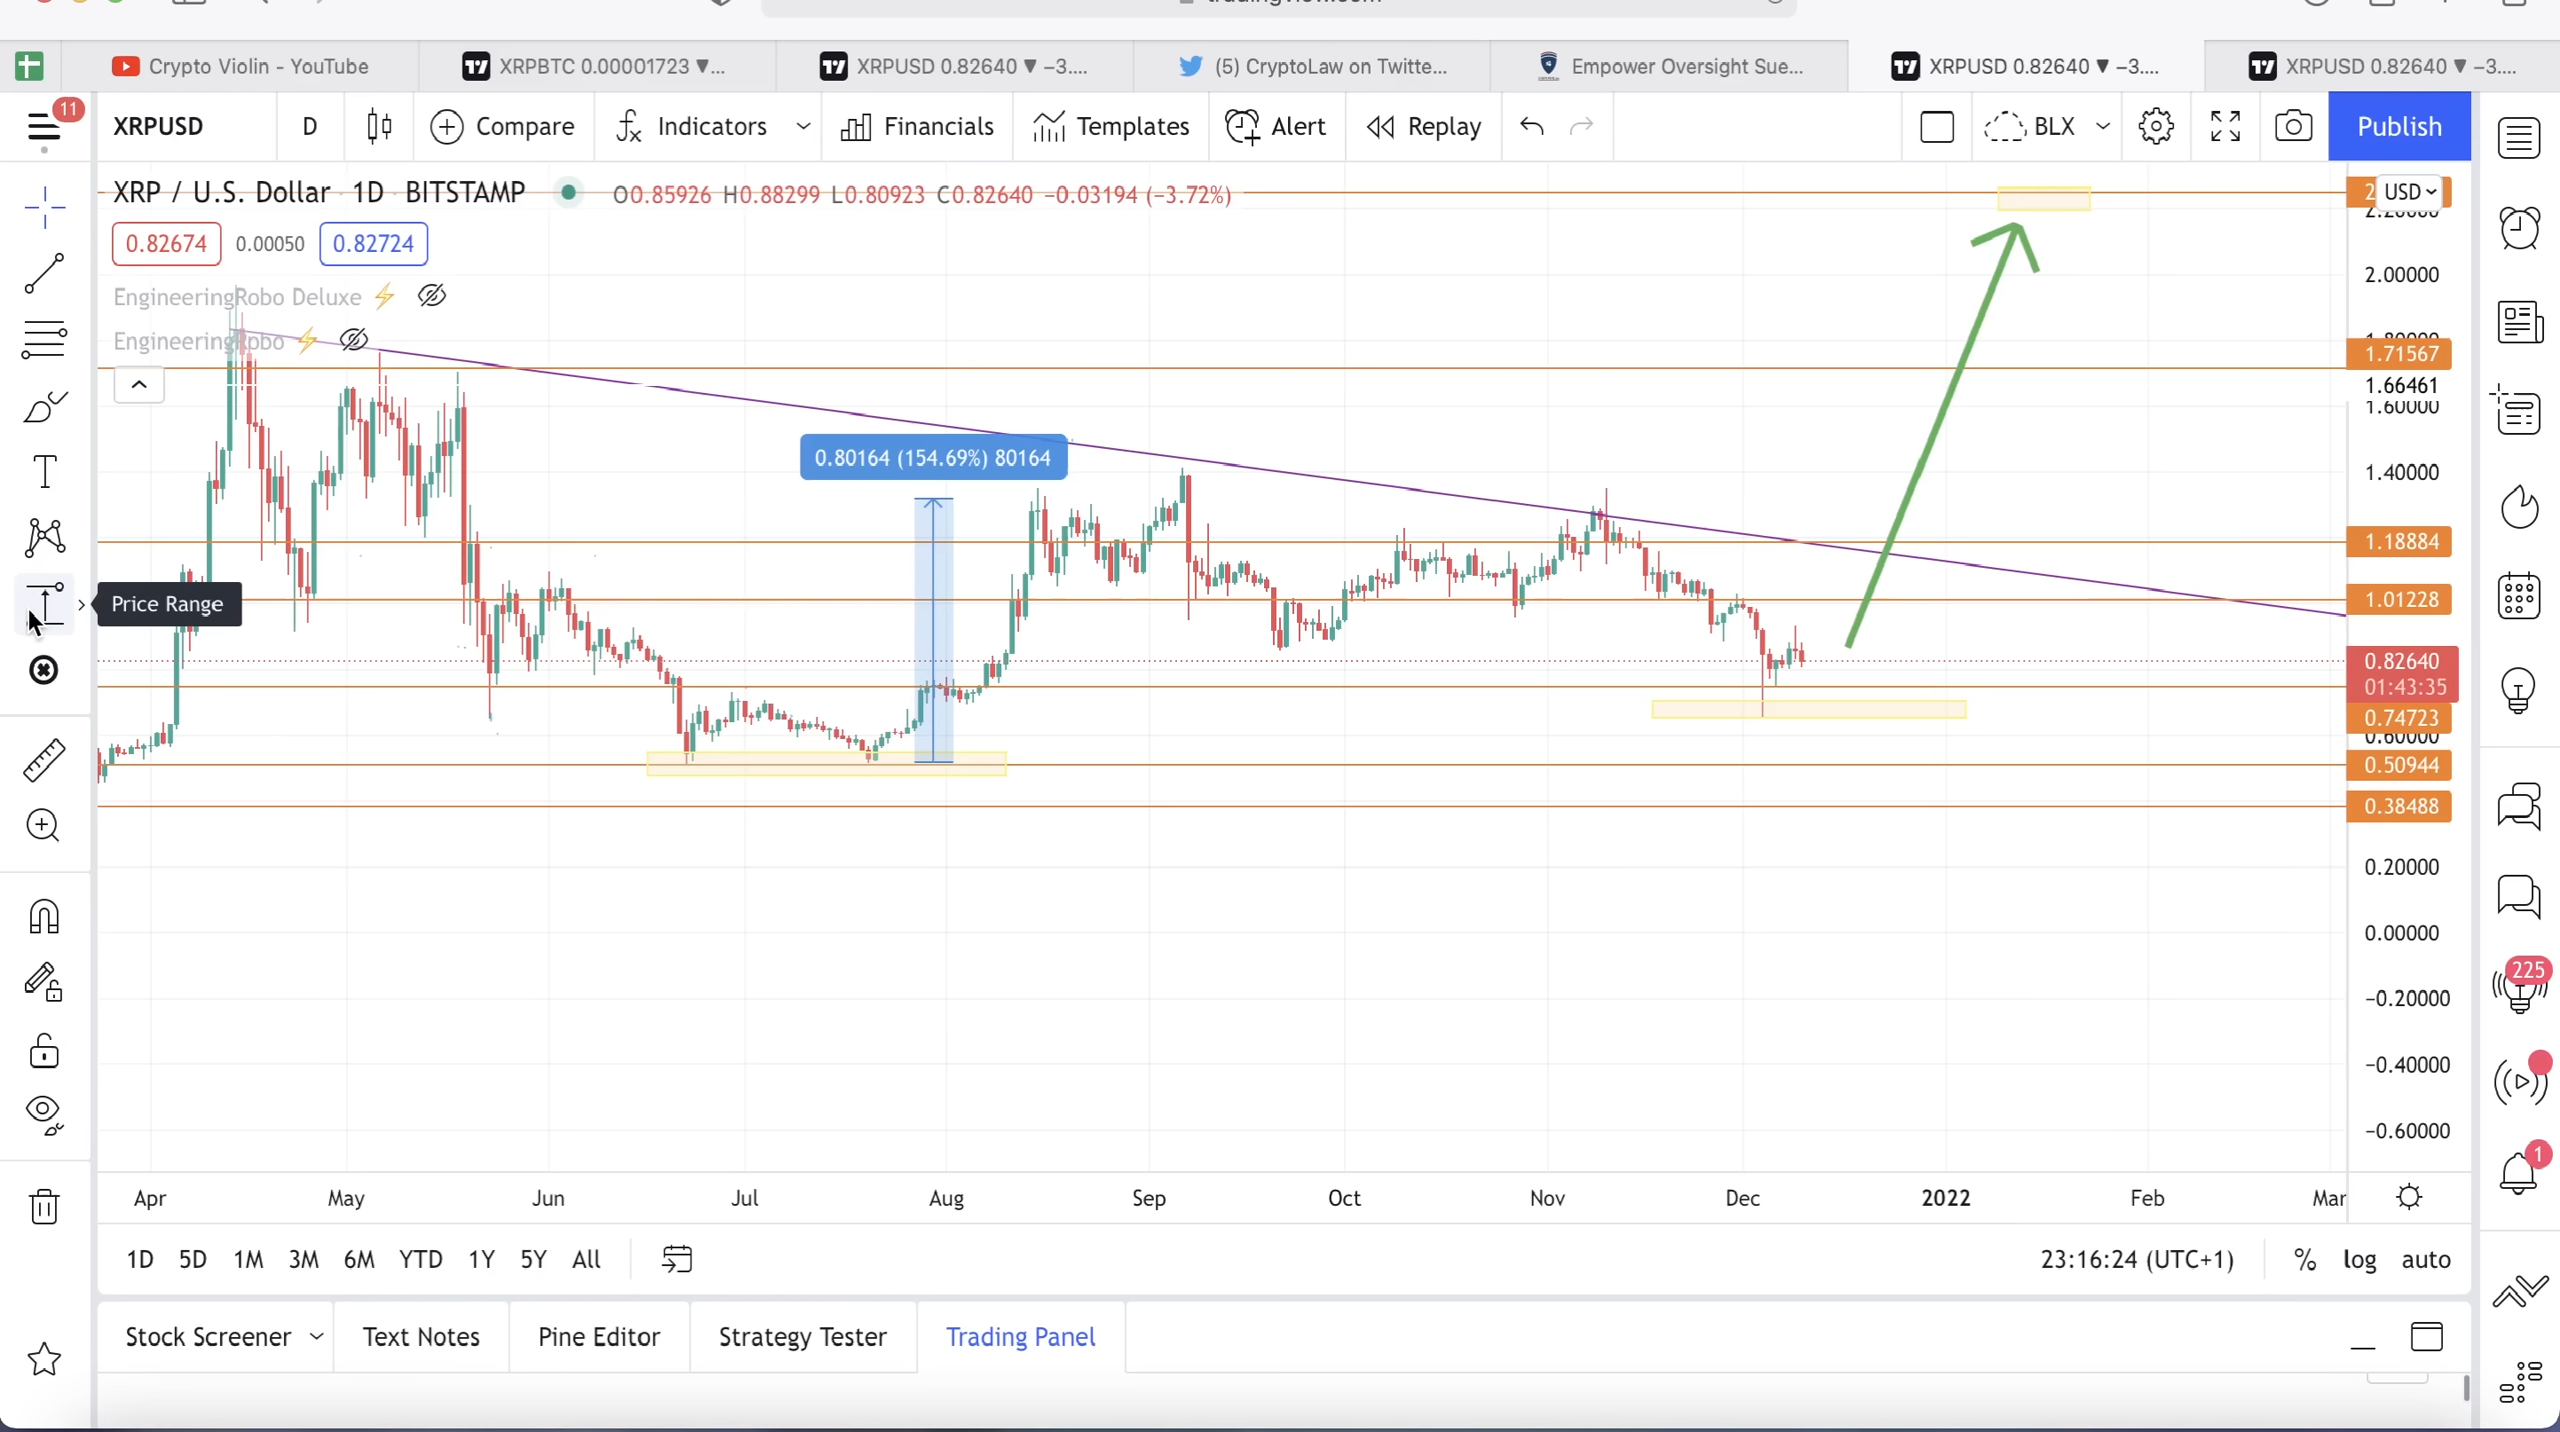 Crypto Violin - YouTube
XRPBTC 0.00001723 ▼...
XRPUSD 0.82640 ▼ −3....
(5) CryptoLaw on Twitte...
Empower Oversight Sue...
XRPUSD 0.82640 ▼ −3....
XRPUSD 0.82640 ▼ −3....
11
XRPUSD
D
Compare
Indicators
Financials
Templates
Alert
Replay
BLX
Publish
XRP / U.S. Dollar · 1D · BITSTAMP
O0.85926 H0.88299 L0.80923 C0.82640 −0.03194 (−3.72%)
USD
0.82674
0.00050
0.82724
EngineeringRobo Deluxe
EngineeringRobo
2.00000
1.71567
1.66461
1.60000
0.80164 (154.69%) 80164
1.40000
1.18884
Price Range
1.01228
0.82640
01:43:35
0.74723
0.60000
0.50944
0.38488
0.20000
0.00000
−0.20000
−0.40000
−0.60000
225
1
Apr May Jun Jul Aug Sep Oct Nov Dec 2022 Feb Mar
1D 5D 1M 3M 6M YTD 1Y 5Y All
23:16:24 (UTC+1)
% log auto
Stock Screener
Text Notes
Pine Editor
Strategy Tester
Trading Panel